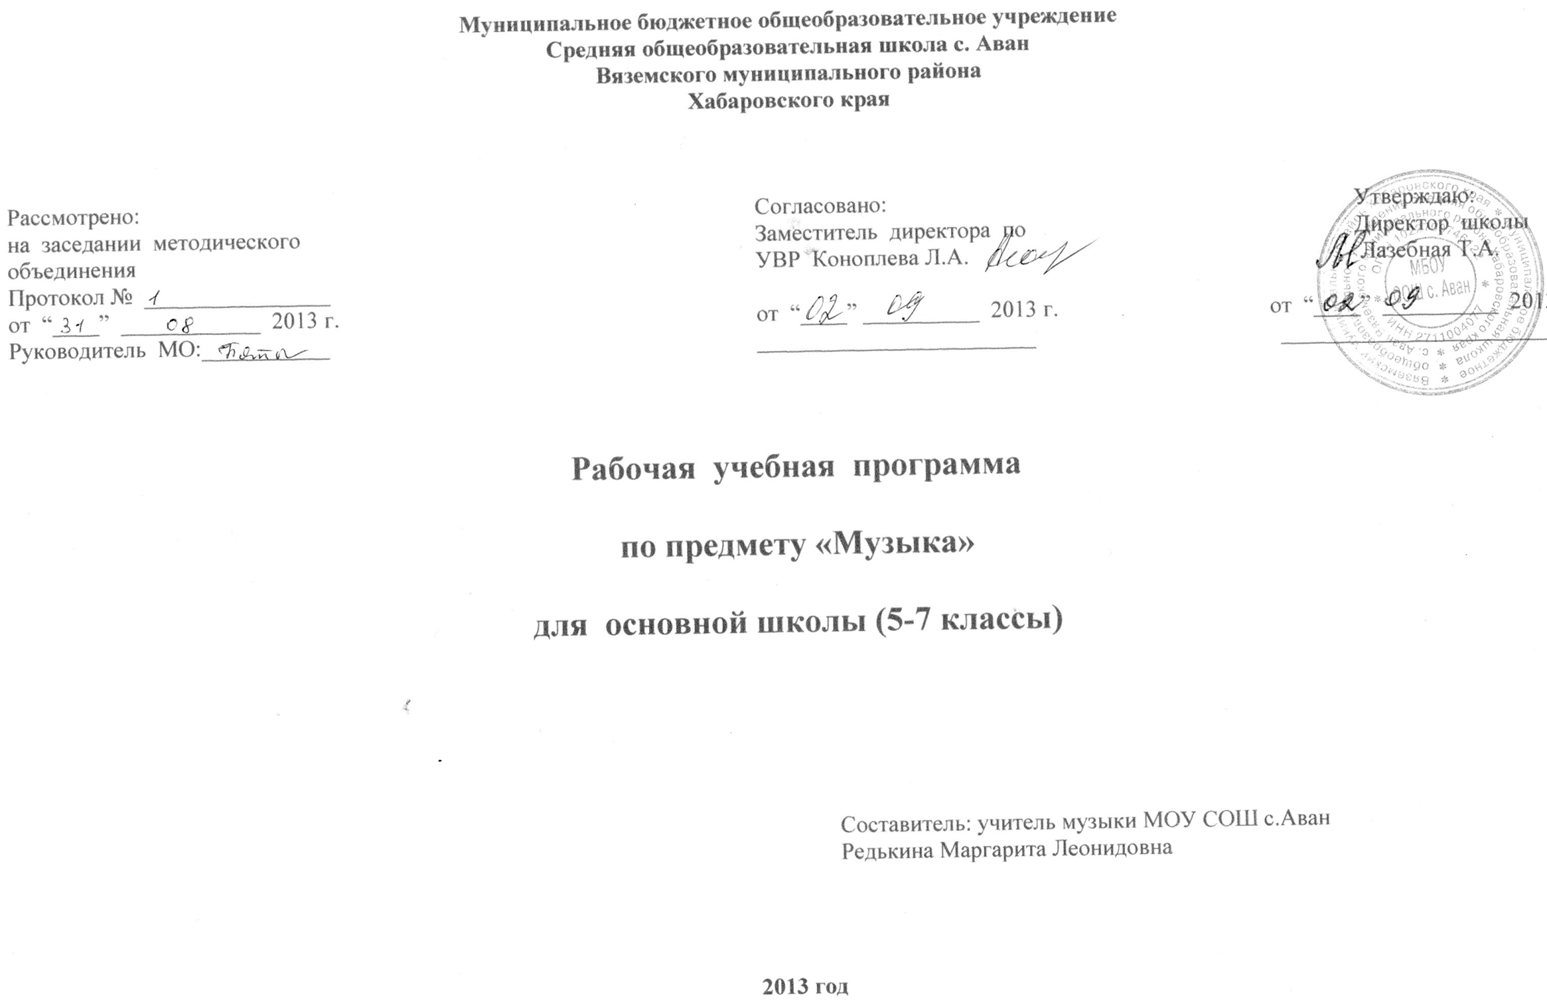 Муниципальное бюджетное общеобразовательное учреждение
Средняя общеобразовательная школа с. Аван
Вяземского муниципального района
Хабаровского края
Рассмотрено:
на заседании методического
объединения
Протокол № 1
от “31” 08 2013 г.
Руководитель МО:
Согласовано:
Заместитель директора по
УВР Коноплева Л.А.
от “02” 09 2013 г.
Утверждаю:
Директор школы
Лазебная Т.А.
от “02” 09 2013
МБОУ
СОШ с. Аван
ИНН 2711004077
Рабочая учебная программа
по предмету «Музыка»
для основной школы (5-7 классы)
Составитель: учитель музыки МОУ СОШ с.Аван
Редькина Маргарита Леонидовна
2013 год